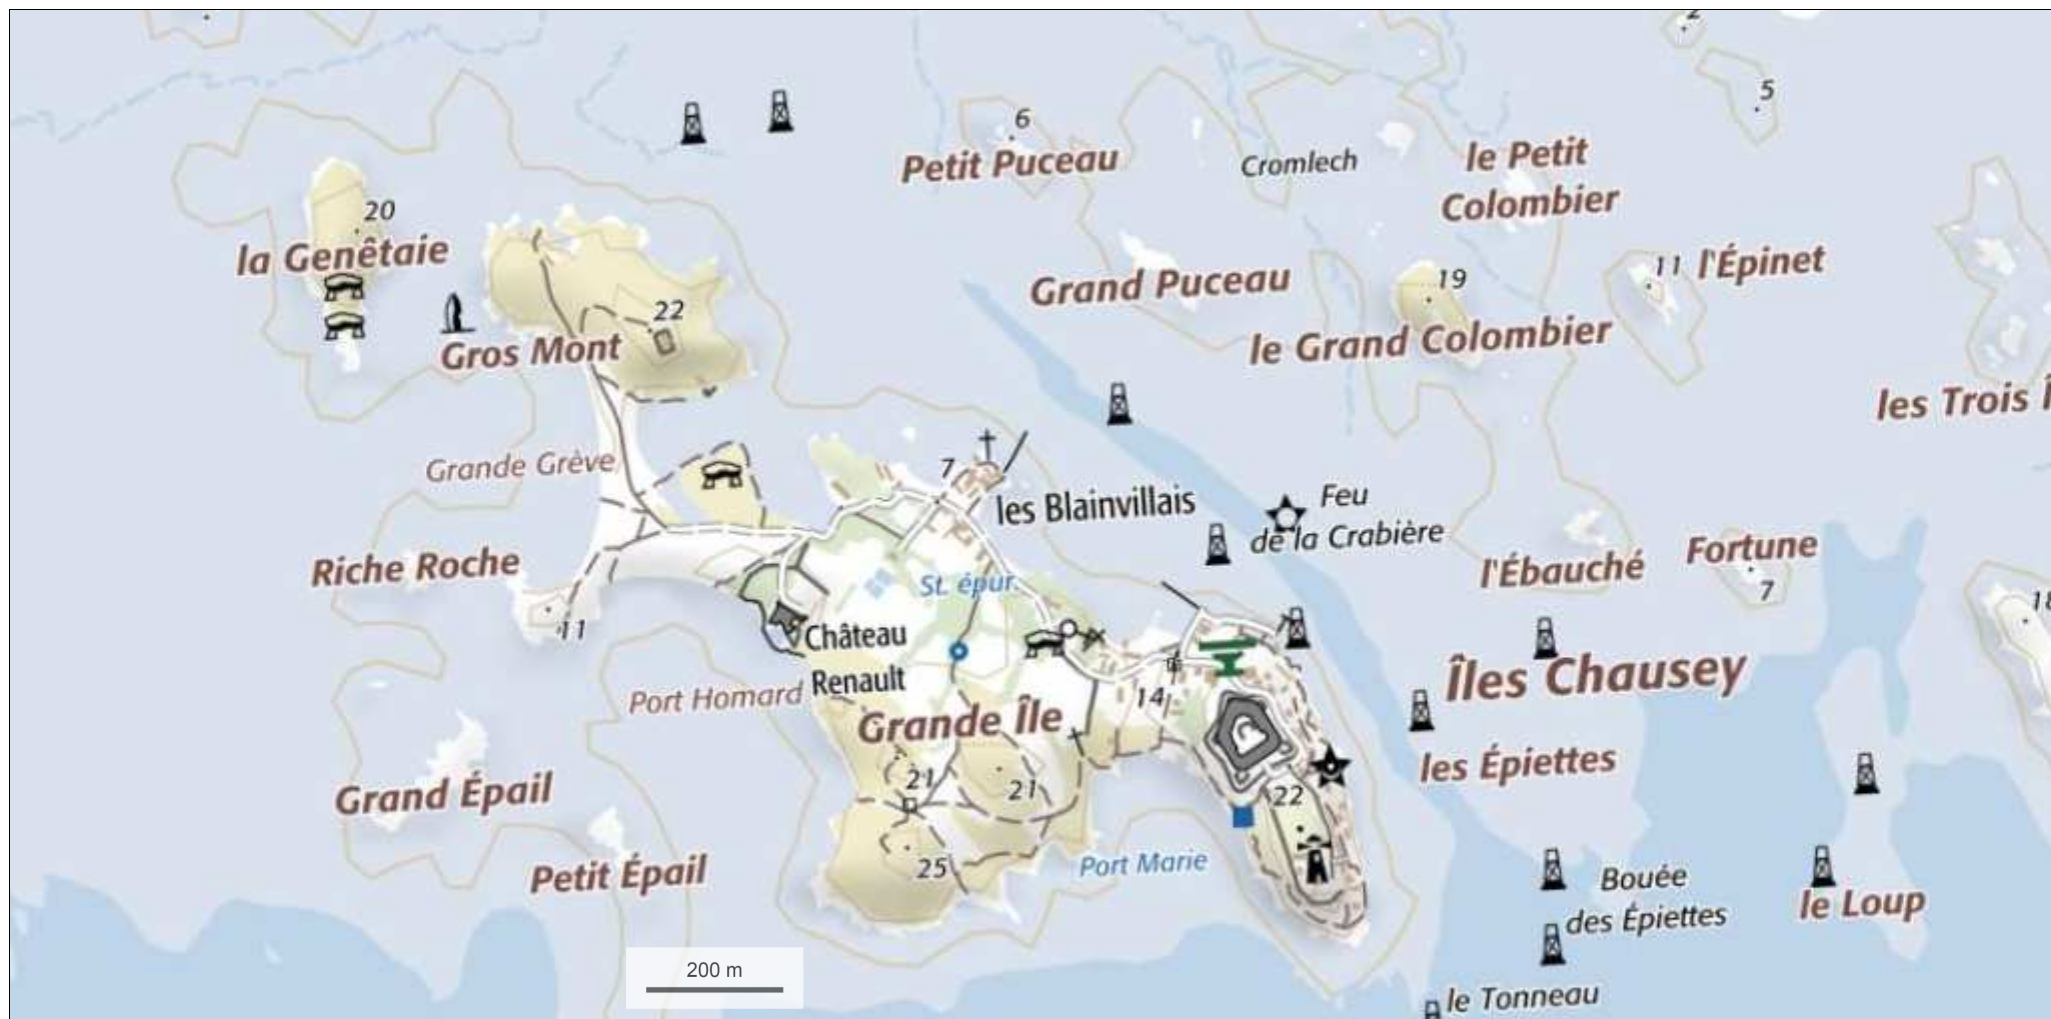 2
5
6
Petit Puceau
Cromlech
le Petit
Colombier
20
la Genêtaie
Grand Puceau
19
11
l'Épinet
22
Gros Mont
le Grand Colombier
les Trois Î
Grande Grève
7
les Blainvillais
Feu
de la Crabière
Riche Roche
St. épur.
l'Ébauché
Fortune
7
18
11
Château
Renault
Port Homard
14
Îles Chausey
Grande Île
les Épiettes
21
21
22
Grand Épail
25
Port Marie
Petit Épail
Bouée
des Épiettes
le Loup
200 m
le Tonneau